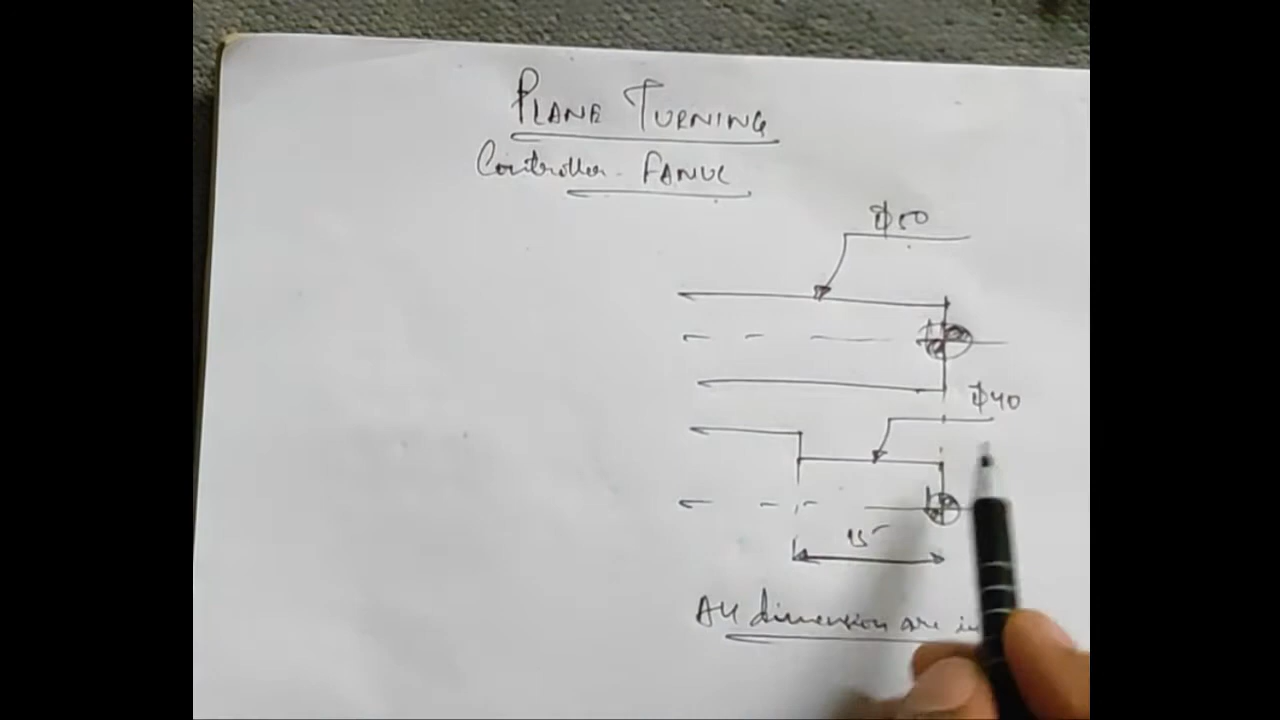 PLANE TURNING
Controller - FANUC
Φ50
Φ40
15
All dimension are in